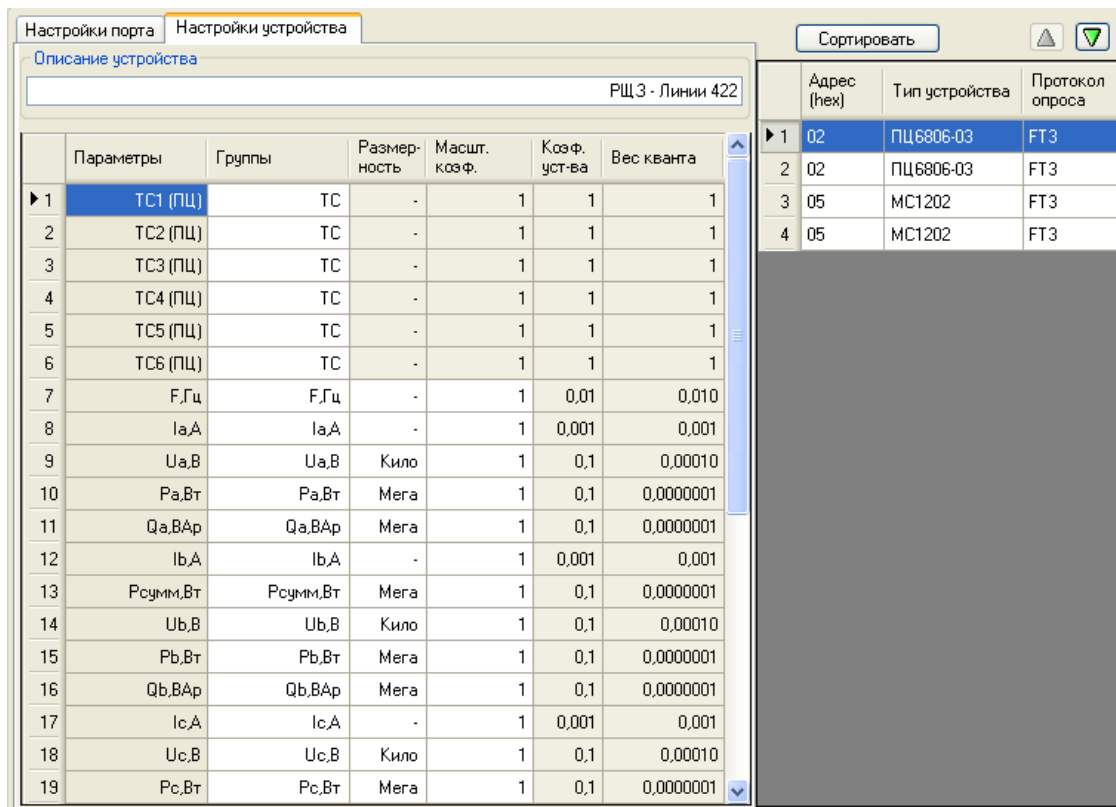 Настройки порта Настройки устройства
Описание устройства
РЩ 3 - Линии 422
Параметры Группы Размер-ность Масшт. коэф. Коэф. уст-ва Вес кванта
1 ТС1 (ПЦ) ТС - 1 1 1
2 ТС2 (ПЦ) ТС - 1 1 1
3 ТС3 (ПЦ) ТС - 1 1 1
4 ТС4 (ПЦ) ТС - 1 1 1
5 ТС5 (ПЦ) ТС - 1 1 1
6 ТС6 (ПЦ) ТС - 1 1 1
7 F,Гц F,Гц - 1 0,01 0,010
8 Ia,A Ia,A - 1 0,001 0,001
9 Ua,В Ua,В Кило 1 0,1 0,00010
10 Pa,Вт Pa,Вт Мега 1 0,1 0,0000001
11 Qa,ВАр Qa,ВАр Мега 1 0,1 0,0000001
12 Ib,A Ib,A - 1 0,001 0,001
13 Pсумм,Вт Pсумм,Вт Мега 1 0,1 0,0000001
14 Ub,В Ub,В Кило 1 0,1 0,00010
15 Pb,Вт Pb,Вт Мега 1 0,1 0,0000001
16 Qb,ВАр Qb,ВАр Мега 1 0,1 0,0000001
17 Ic,A Ic,A - 1 0,001 0,001
18 Uc,В Uc,В Кило 1 0,1 0,00010
19 Pc,Вт Pc,Вт Мега 1 0,1 0,0000001
Сортировать
Адрес (hex) Тип устройства Протокол опроса
1 02 ПЦ6806-03 FT3
2 02 ПЦ6806-03 FT3
3 05 МС1202 FT3
4 05 МС1202 FT3